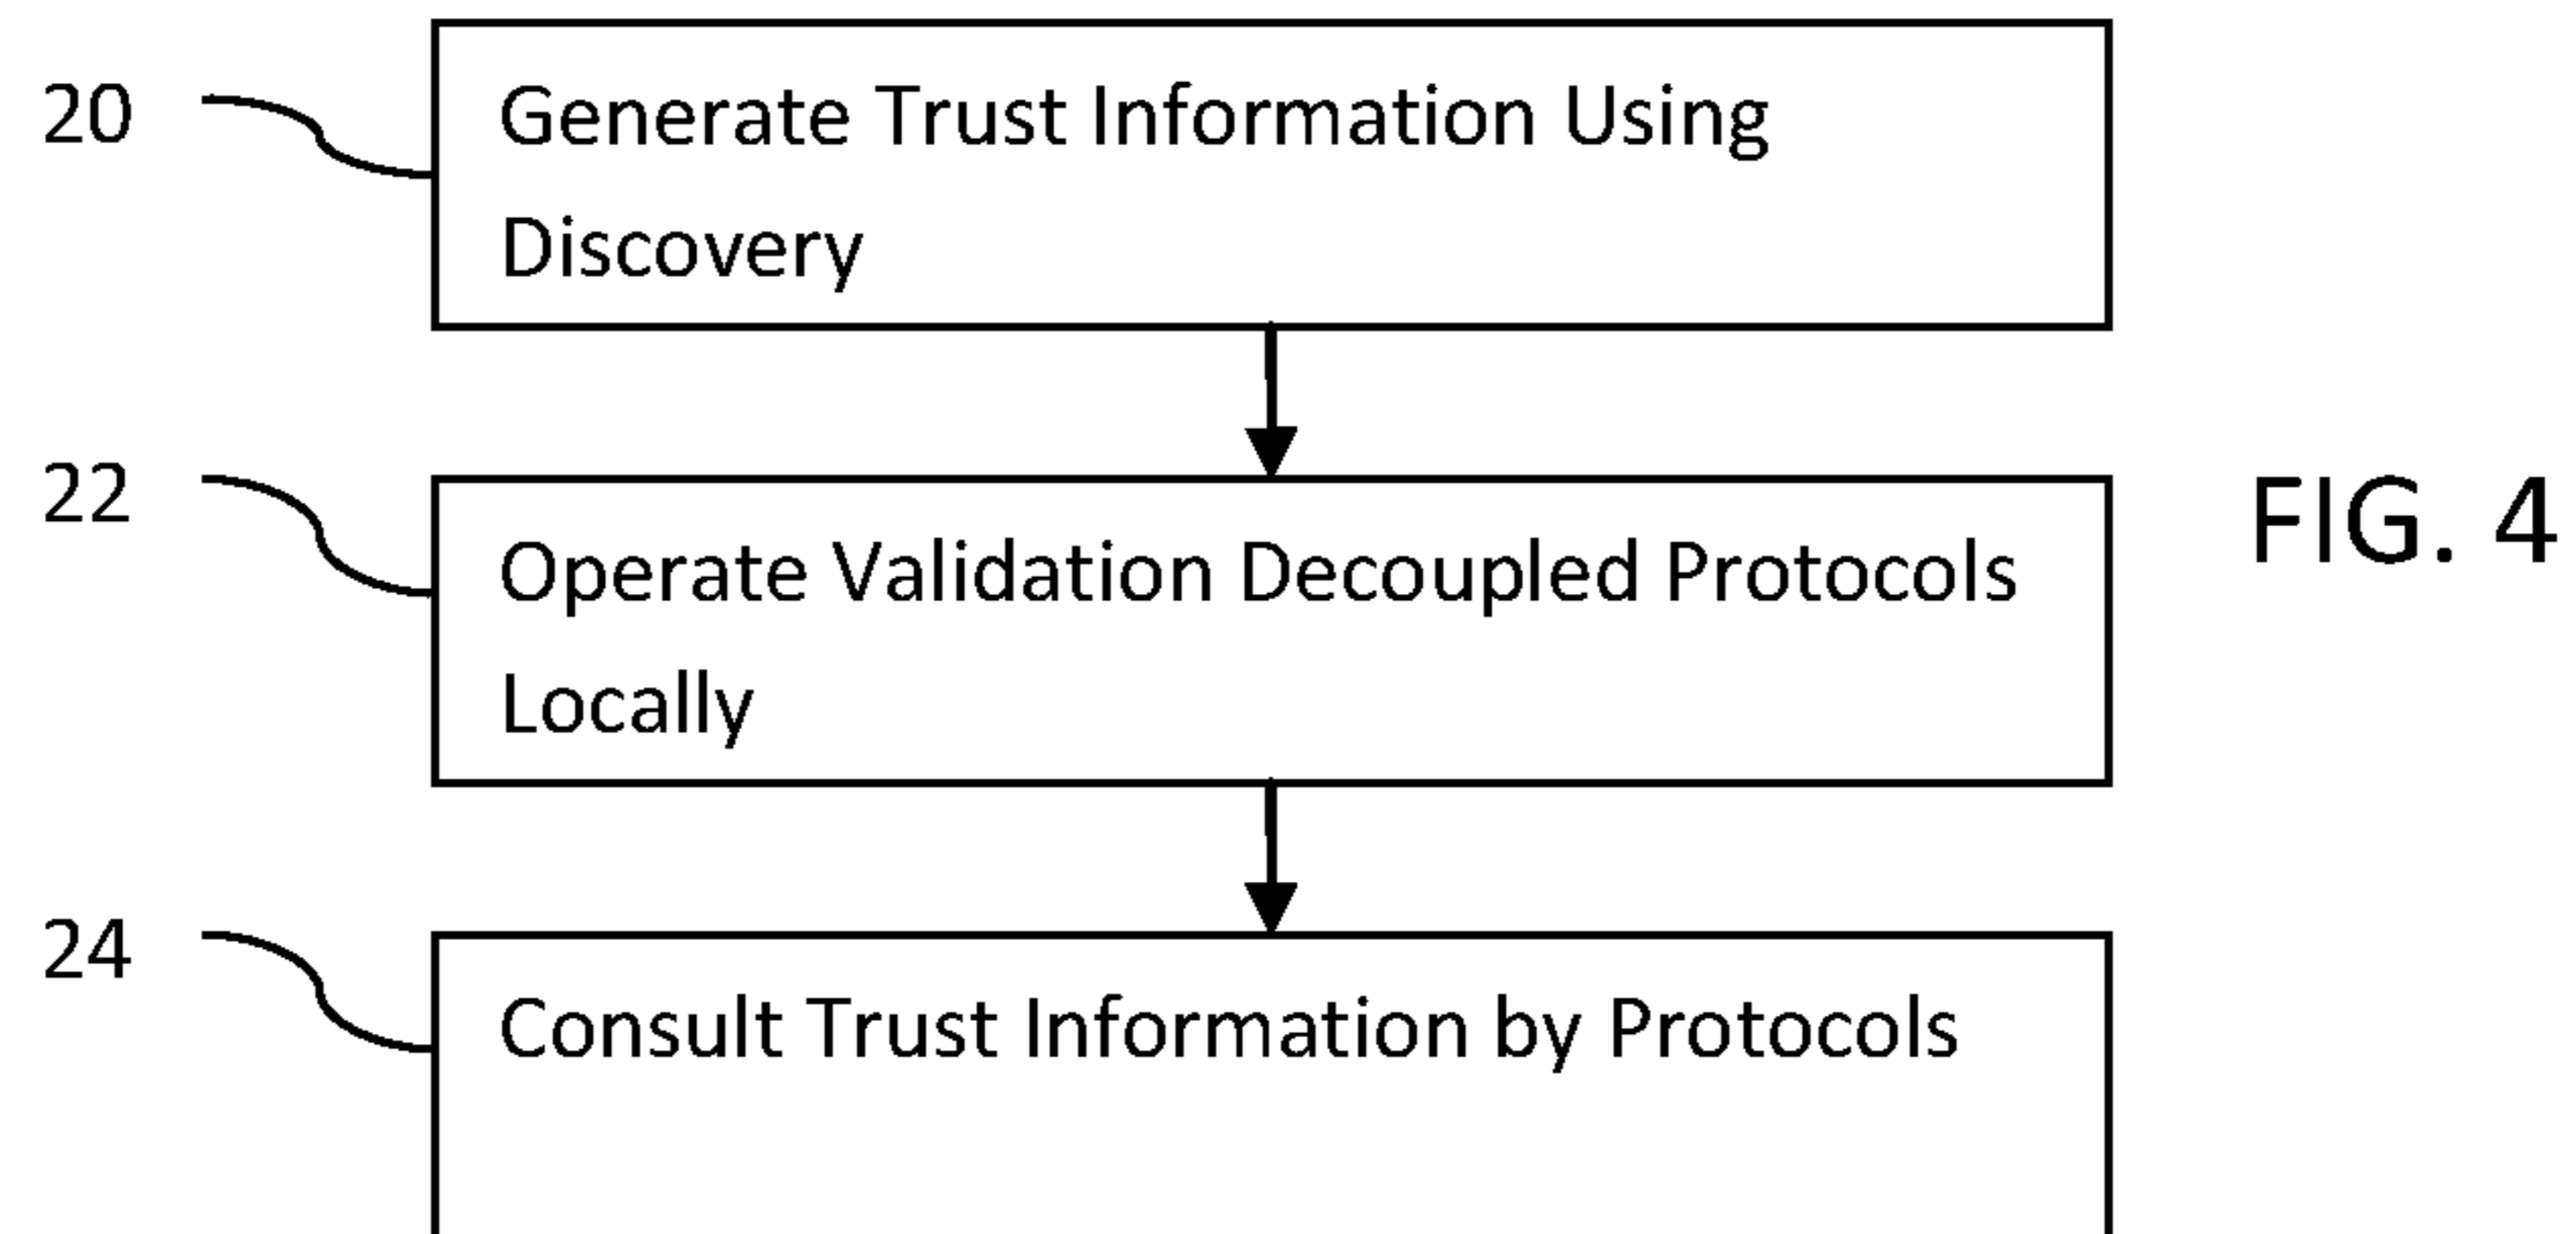 20
Generate Trust Information Using
Discovery
22
Operate Validation Decoupled Protocols
Locally
FIG. 4
24
Consult Trust Information by Protocols